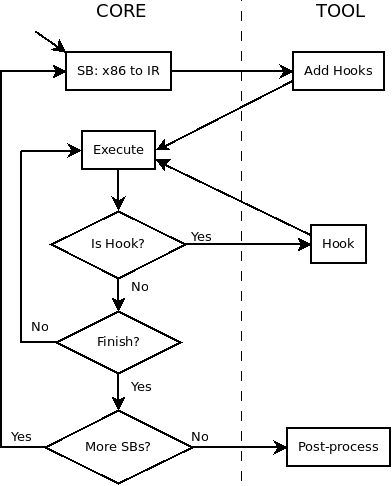 CORE
TOOL
SB: x86 to IR
Add Hooks
Execute
Is Hook?
Yes
Hook
No
No
Finish?
Yes
Yes
More SBs?
No
Post-process